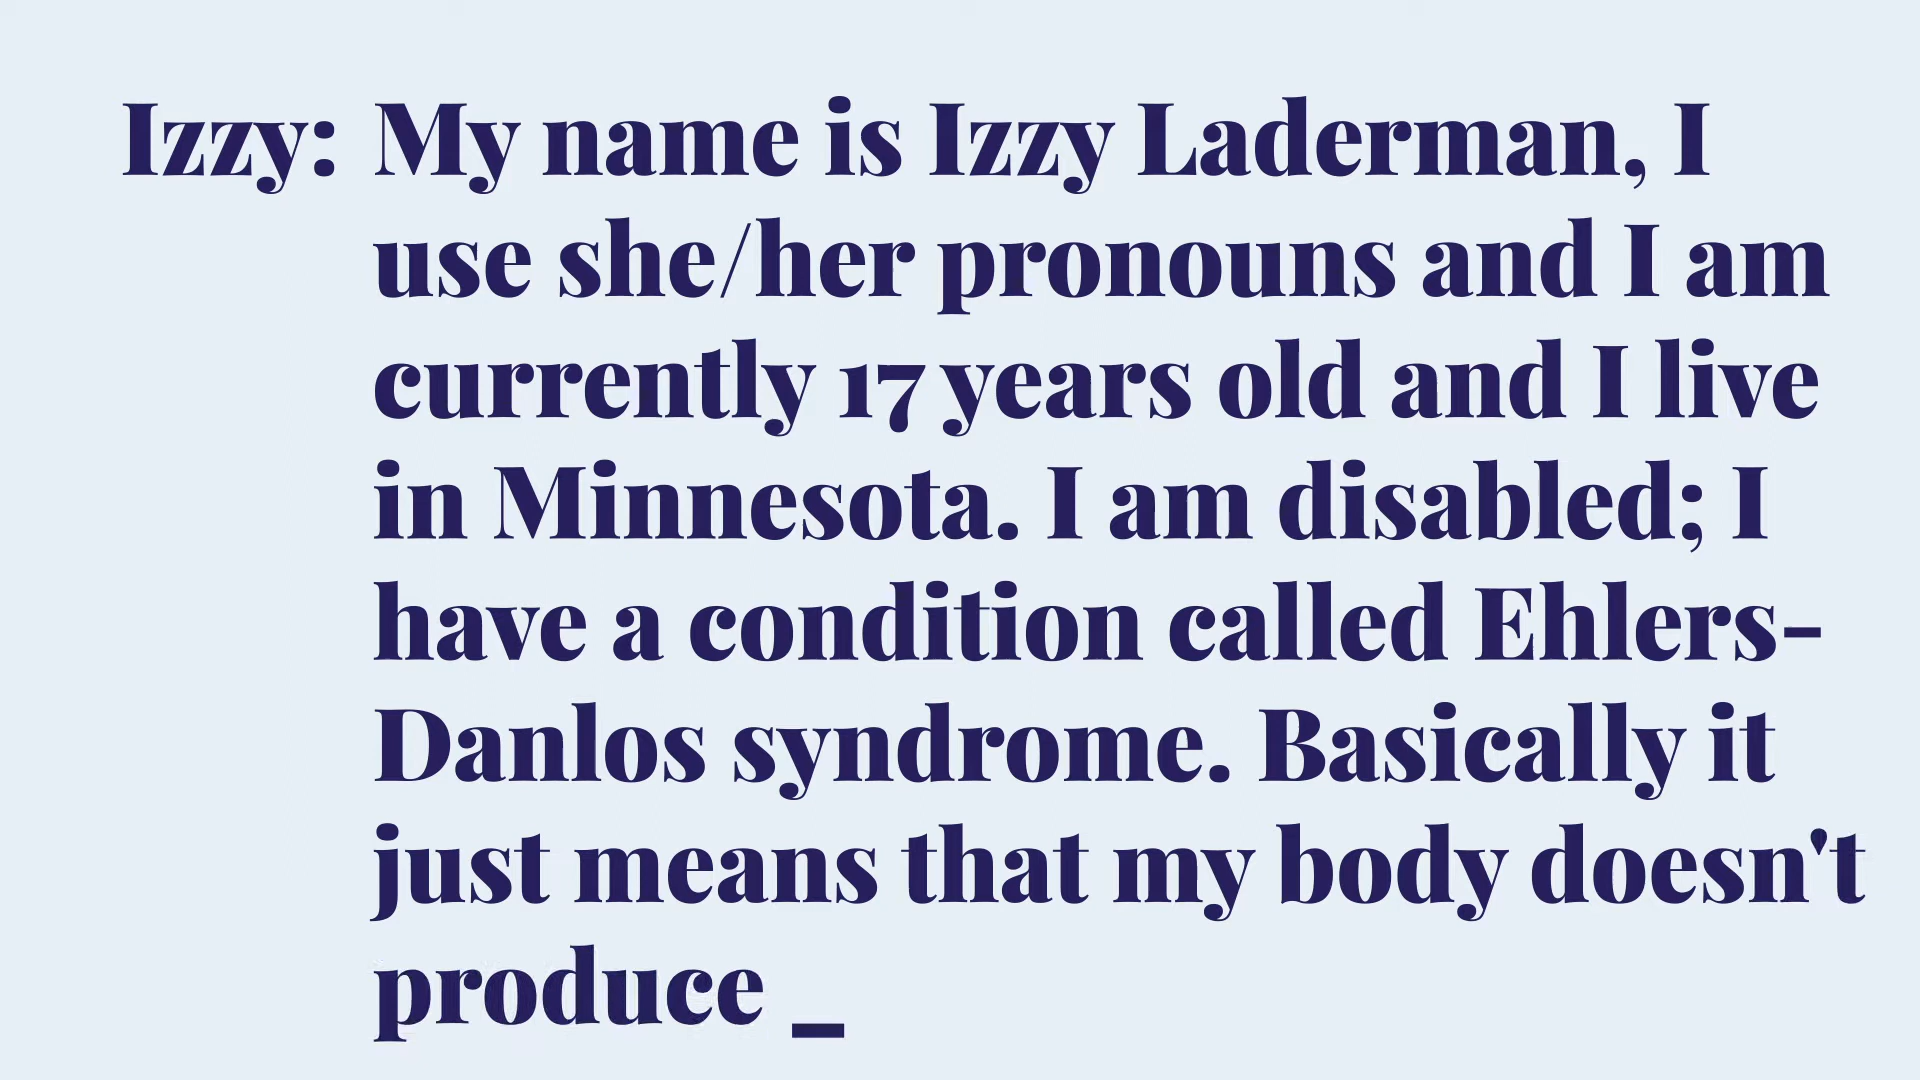 Izzy: My name is Izzy Laderman, I
use she/her pronouns and I am
currently 17 years old and I live
in Minnesota. I am disabled; I
have a condition called Ehlers-
Danlos syndrome. Basically it
just means that my body doesn't
produce _